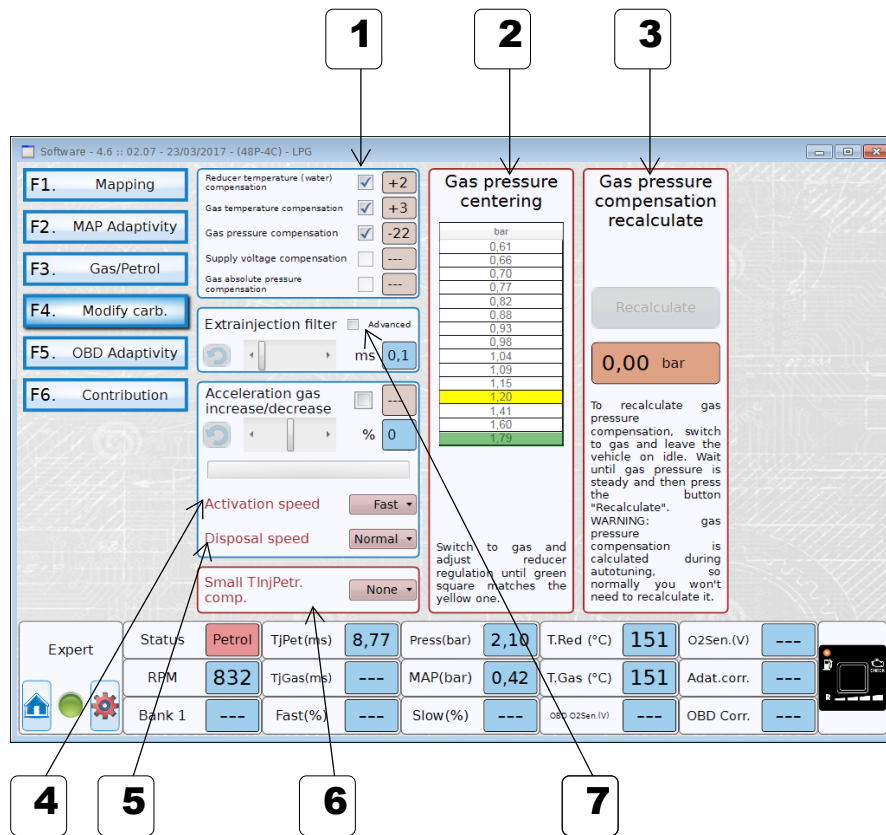 1
2
3
Software - 4.6 :: 02.07 - 23/03/2017 - (48P-4C) - LPG
F1. Mapping
F2. MAP Adaptivity
F3. Gas/Petrol
F4. Modify carb.
F5. OBD Adaptivity
F6. Contribution
Reducer temperature (water)
compensation
+2
Gas temperature compensation
+3
Gas pressure compensation
-22
Supply voltage compensation
---
Gas absolute pressure
compensation
---
Extrainjection filter
Advanced
ms 0,1
Acceleration gas
increase/decrease
---
% 0
Activation speed
Fast
Disposal speed
Normal
Small TInjPetr.
comp.
None
Gas pressure
centering
bar
0,61
0,66
0,70
0,77
0,82
0,88
0,93
0,98
1,04
1,09
1,15
1,20
1,41
1,60
1,79
Switch to gas and
adjust reducer
regulation until green
square matches the
yellow one.
Gas pressure
compensation
recalculate
Recalculate
0,00 bar
To recalculate gas
pressure
compensation, switch
to gas and leave the
vehicle on idle. Wait
until gas pressure is
steady and then press
the button
"Recalculate".
WARNING: gas
pressure
compensation is
calculated during
autotuning, so
normally you won't
need to recalculate it.
Expert
Status Petrol TjPet(ms) 8,77 Press(bar) 2,10 T.Red (°C) 151 O2Sen.(V) ---
RPM 832 TjGas(ms) --- MAP(bar) 0,42 T.Gas (°C) 151 Adat.corr. ---
Bank 1 --- Fast(%) --- Slow(%) --- OBD O2Sen.(V) --- OBD Corr. ---
CHECK
R
4
5
6
7